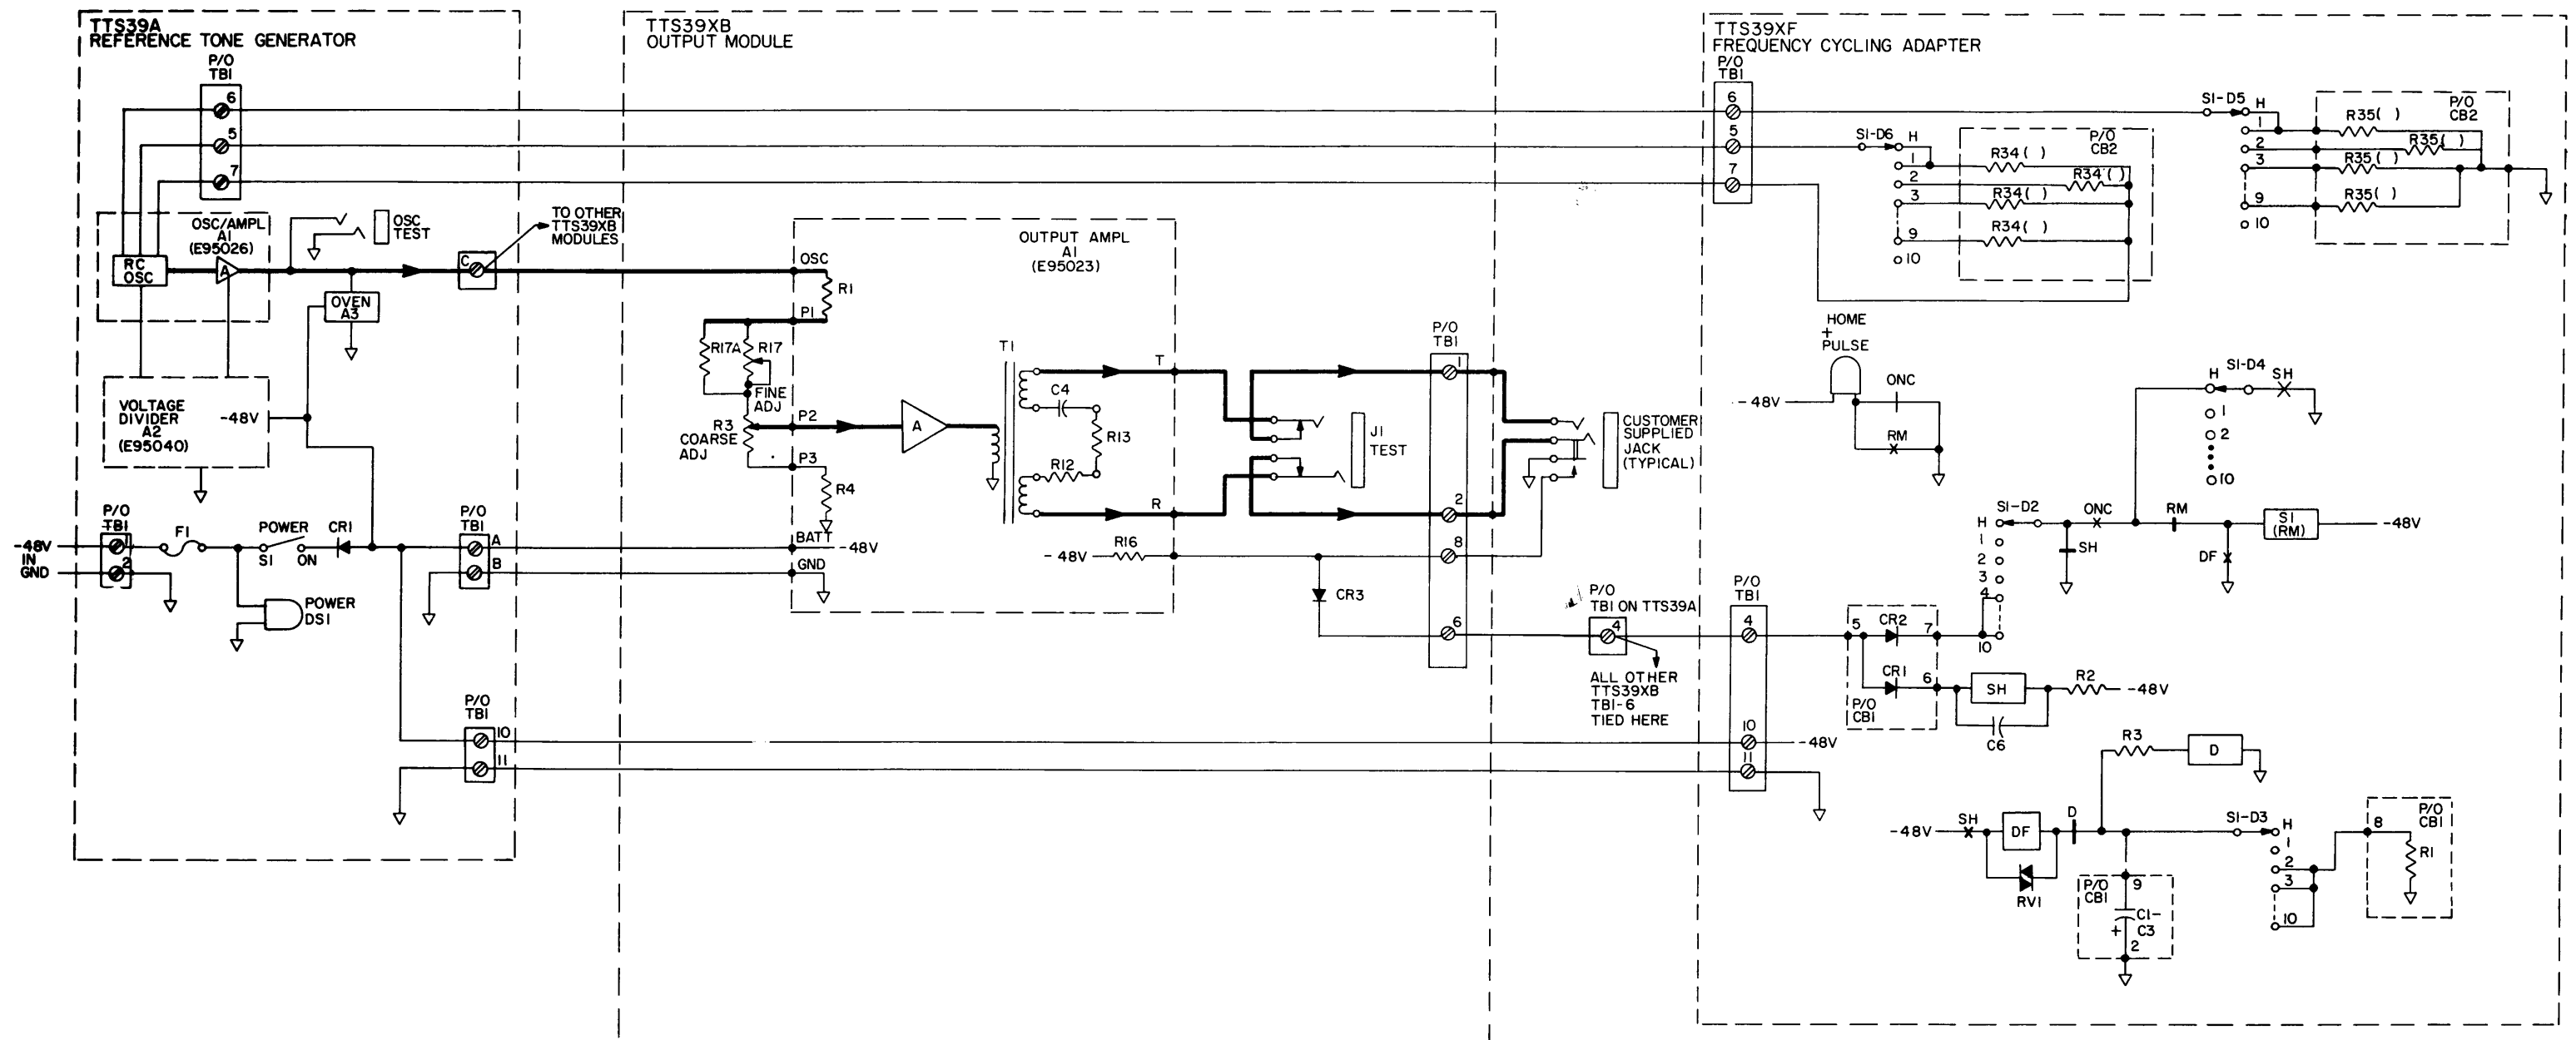 TTS39A
REFERENCE TONE GENERATOR
P/O
TB1
6
5
7
OSC/AMPL
A1
(E95026)
RC
OSC
A
OSC
TEST
OVEN
A3
C
TO OTHER
TTS39XB
MODULES
VOLTAGE
DIVIDER
A2
(E95040)
-48V
-48V
IN
GND
P/O
TB1
1
2
F1
POWER
S1
ON
CR1
POWER
DS1
P/O
TB1
A
B
P/O
TB1
10
11
TTS39XB
OUTPUT MODULE
OUTPUT AMPL
A1
(E95023)
OSC
R1
P1
R17A
R17
FINE
ADJ
R3
COARSE
ADJ
P2
P3
R4
A
T1
C4
R13
R12
T
R
BATT
-48V
GND
-48V
R16
CR3
J1
TEST
P/O
TB1
1
2
8
6
CUSTOMER
SUPPLIED
JACK
(TYPICAL)
P/O
TB1 ON TTS39A
4
ALL OTHER
TTS39XB
TB1-6
TIED HERE
TTS39XF
FREQUENCY CYCLING ADAPTER
P/O
TB1
6
5
7
S1-D6
H
1
2
3
9
10
P/O
CB2
R34( )
R34( )
R34( )
R34( )
S1-D5
H
1
2
3
9
10
P/O
CB2
R35( )
R35( )
R35( )
R35( )
HOME
+
PULSE
-48V
ONC
RM
S1-D4
H
SH
1
2
10
S1-D2
H
1
2
3
4
10
ONC
SH
RM
DF
S1
(RM)
-48V
P/O
TB1
4
10
11
-48V
5
CR2
7
CR1
6
P/O
CB1
SH
C6
R2
-48V
R3
D
-48V
SH
DF
RV1
D
S1-D3
H
1
2
3
10
P/O
CB1
9
C1-
C3
+
2
P/O
CB1
8
R1